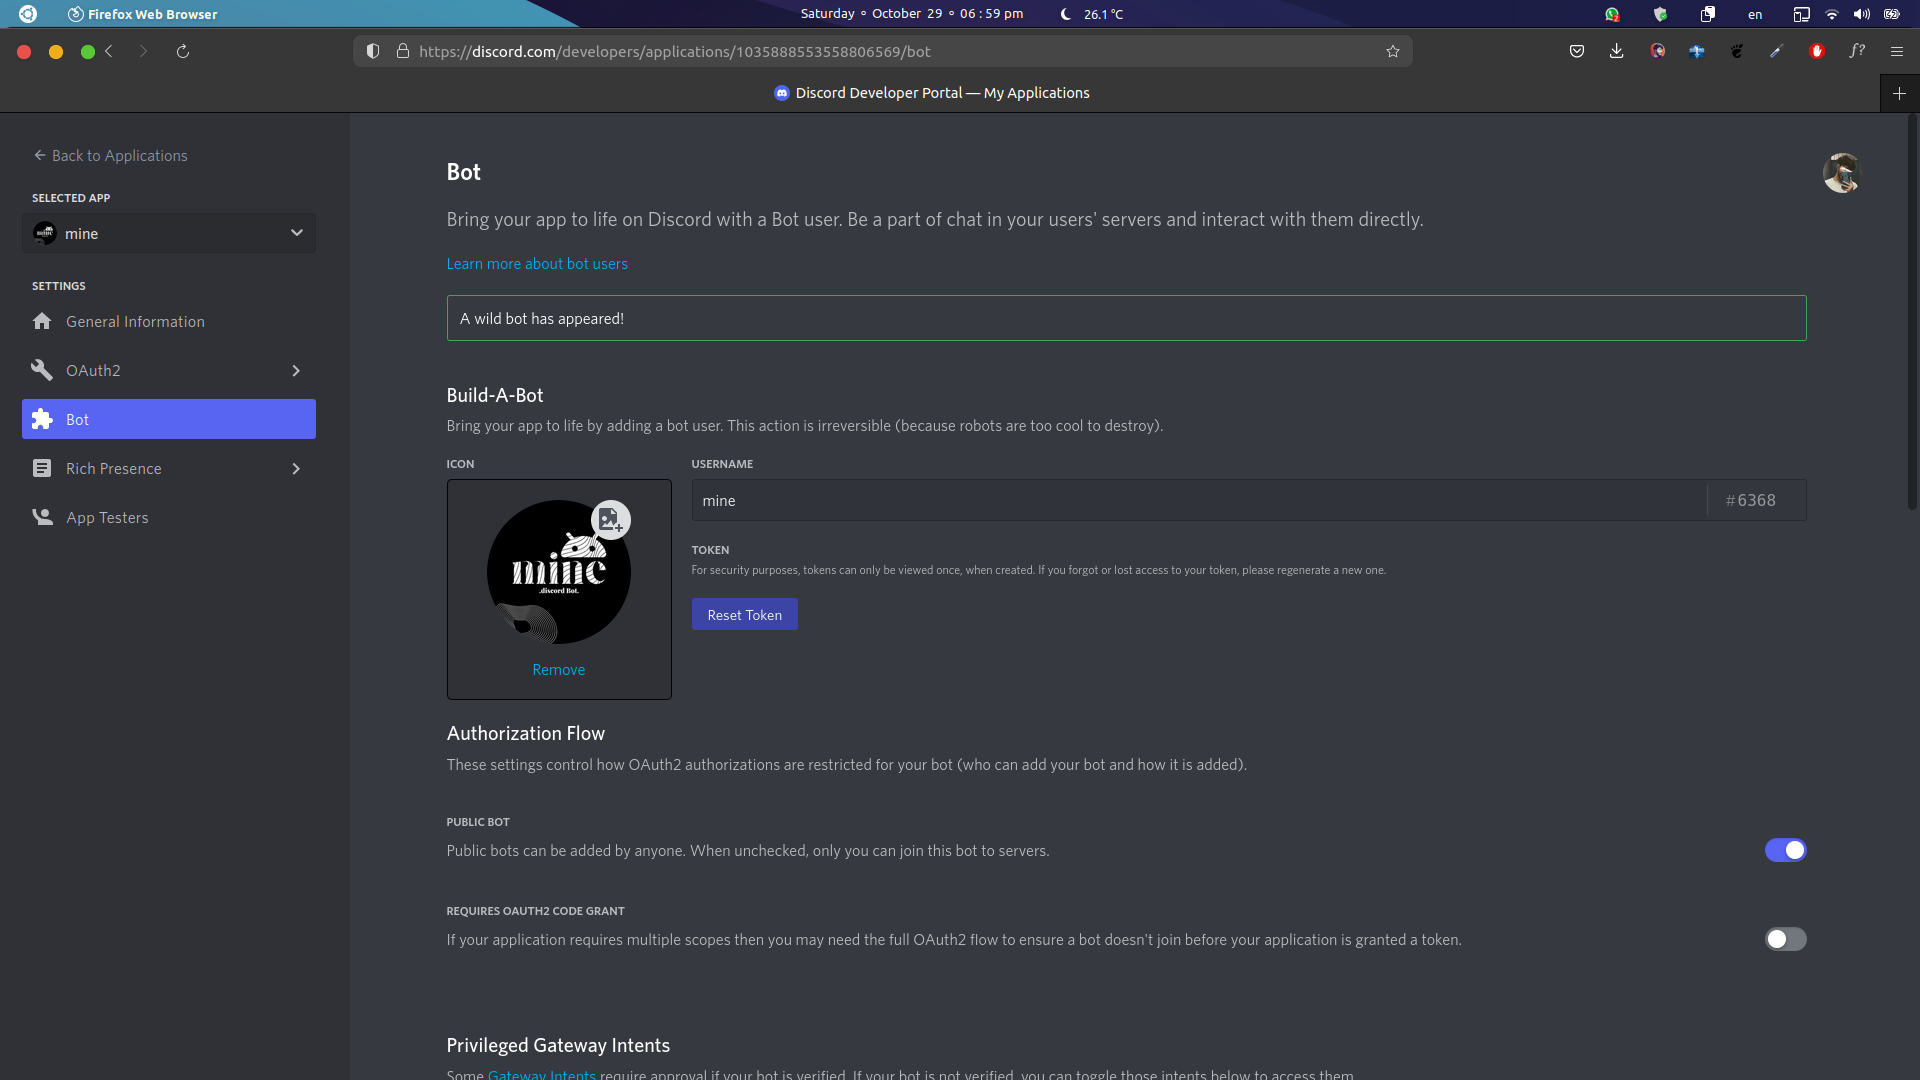 Firefox Web Browser
Saturday ∘ October 29 ∘ 06 : 59 pm
26.1 °C
2
en
https://discord.com/developers/applications/1035888553558806569/bot
f?
Discord Developer Portal — My Applications
Back to Applications
SELECTED APP
mine
mine
SETTINGS
General Information
OAuth2
Bot
Rich Presence
App Testers
Bot
Bring your app to life on Discord with a Bot user. Be a part of chat in your users' servers and interact with them directly.
Learn more about bot users
A wild bot has appeared!
Build-A-Bot
Bring your app to life by adding a bot user. This action is irreversible (because robots are too cool to destroy).
ICON
mine
.discord Bot.
Remove
USERNAME
mine
#6368
TOKEN
For security purposes, tokens can only be viewed once, when created. If you forgot or lost access to your token, please regenerate a new one.
Reset Token
Authorization Flow
These settings control how OAuth2 authorizations are restricted for your bot (who can add your bot and how it is added).
PUBLIC BOT
Public bots can be added by anyone. When unchecked, only you can join this bot to servers.
REQUIRES OAUTH2 CODE GRANT
If your application requires multiple scopes then you may need the full OAuth2 flow to ensure a bot doesn't join before your application is granted a token.
Privileged Gateway Intents
Some Gateway Intents require approval if your bot is verified. If your bot is not verified, you can toggle those intents below to access them.